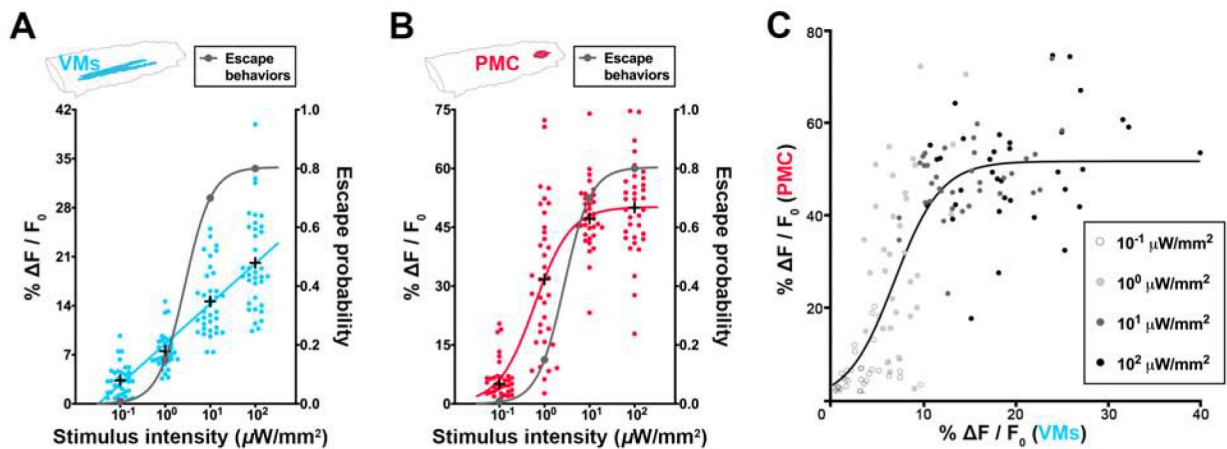 A
VMs
Escape
behaviors
% ΔF / F0
42
35
28
21
14
7
0
1.0
0.8
0.6
0.4
0.2
0.0
Escape probability
10-1 100 101 102
Stimulus intensity (μW/mm2)
B
PMC
Escape
behaviors
% ΔF / F0
75
60
45
30
15
0
1.0
0.8
0.6
0.4
0.2
0.0
Escape probability
10-1 100 101 102
Stimulus intensity (μW/mm2)
C
% ΔF / F0 (PMC)
80
60
40
20
0 10 20 30 40
% ΔF / F0 (VMs)
10-1 μW/mm2
100 μW/mm2
101 μW/mm2
102 μW/mm2